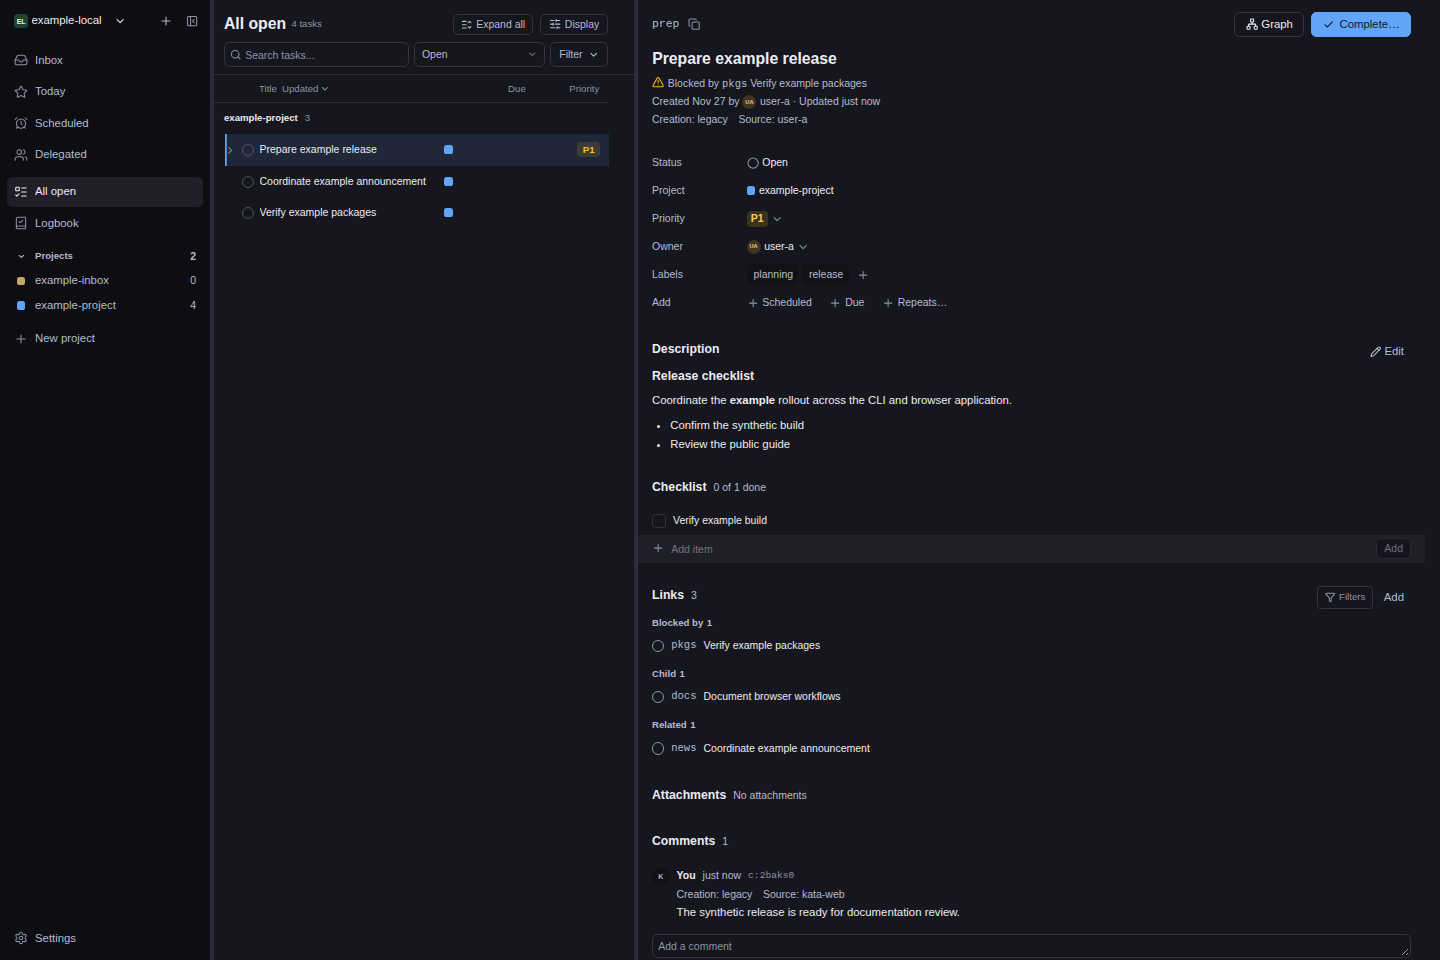 EL example-local
Inbox
Today
Scheduled
Delegated
All open
Logbook
Projects 2
example-inbox 0
example-project 4
New project
Settings
All open 4 tasks
Expand all
Display
Search tasks...
Open
Filter
Title Updated Due Priority
example-project 3
Prepare example release P1
Coordinate example announcement
Verify example packages
prep
Graph
Complete…
Prepare example release
Blocked by pkgs Verify example packages
Created Nov 27 by UA user-a · Updated just now
Creation: legacy Source: user-a
Status Open
Project example-project
Priority P1
Owner UA user-a
Labels planning release
Add Scheduled Due Repeats…
Description
Edit
Release checklist
Coordinate the example rollout across the CLI and browser application.
• Confirm the synthetic build
• Review the public guide
Checklist 0 of 1 done
Verify example build
Add item Add
Links 3
Filters Add
Blocked by 1
pkgs Verify example packages
Child 1
docs Document browser workflows
Related 1
news Coordinate example announcement
Attachments No attachments
Comments 1
K You just now c:2baks0
Creation: legacy Source: kata-web
The synthetic release is ready for documentation review.
Add a comment